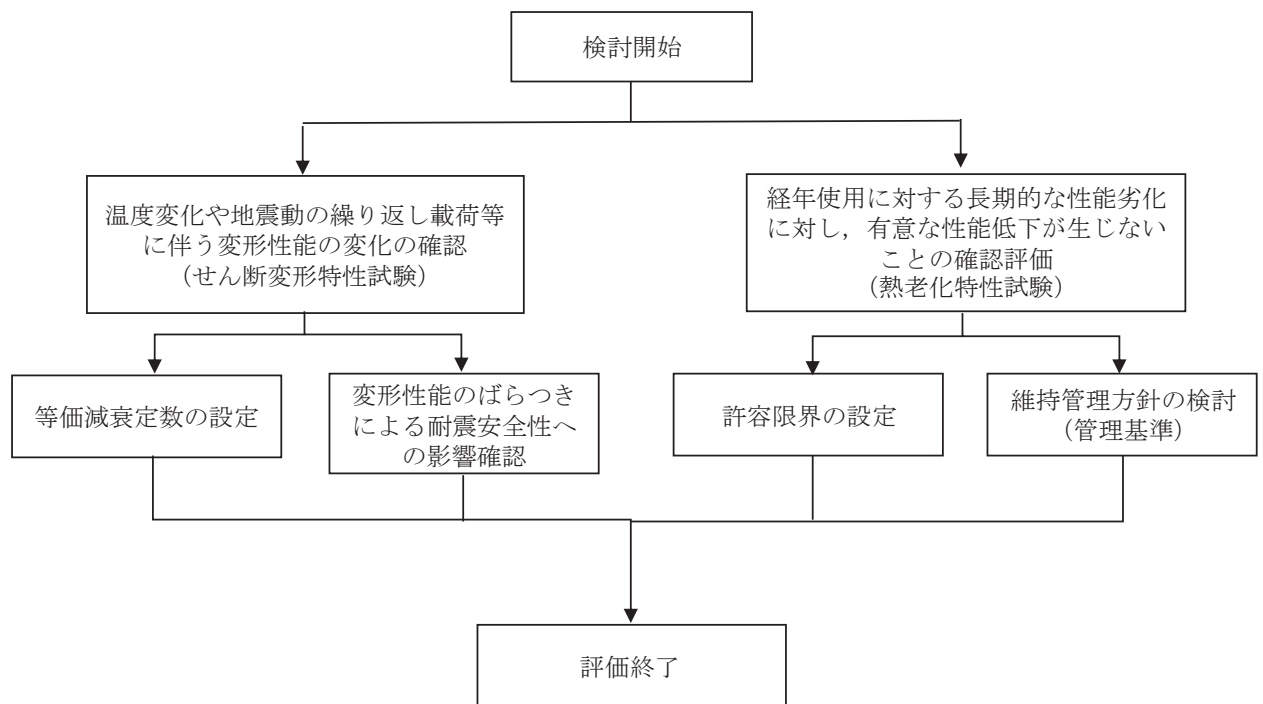 検討開始
温度変化や地震動の繰り返し載荷等
に伴う変形性能の変化の確認
（せん断変形特性試験）
経年使用に対する長期的な性能劣化
に対し，有意な性能低下が生じない
ことの確認評価
（熱老化特性試験）
等価減衰定数の設定
変形性能のばらつき
による耐震安全性へ
の影響確認
許容限界の設定
維持管理方針の検討
（管理基準）
評価終了